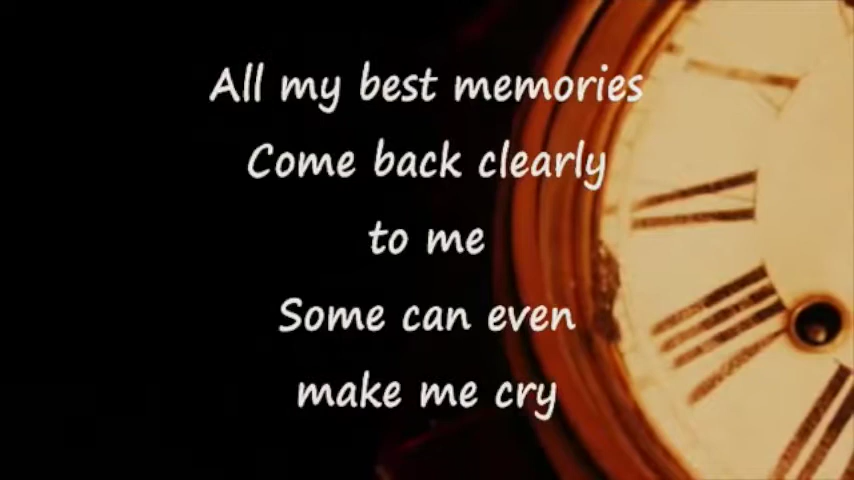 All my best memories
Come back clearly
to me
Some can even
make me cry